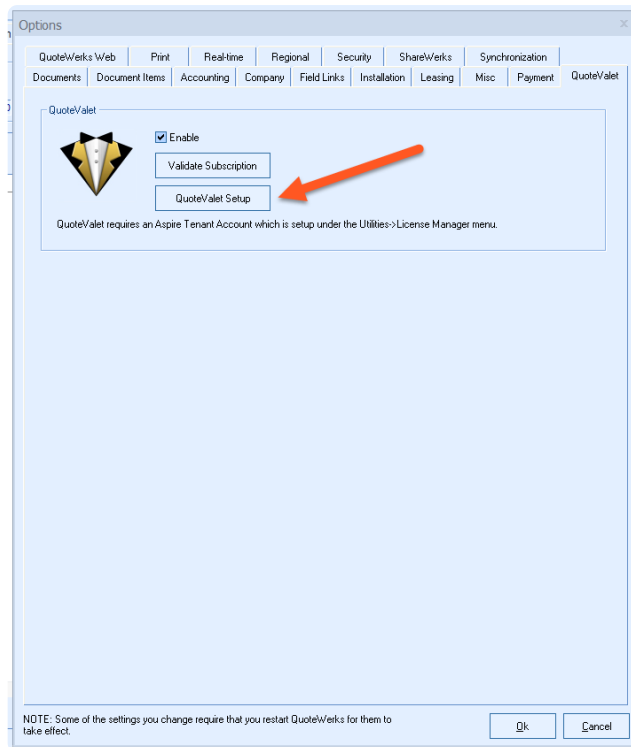 Options
x
QuoteWerks Web Print Real-time Regional Security ShareWerks Synchronization
Documents Document Items Accounting Company Field Links Installation Leasing Misc Payment QuoteValet
QuoteValet
Enable
Validate Subscription
QuoteValet Setup
QuoteValet requires an Aspire Tenant Account which is setup under the Utilities->License Manager menu.
NOTE: Some of the settings you change require that you restart QuoteWerks for them to
take effect.
Ok Cancel